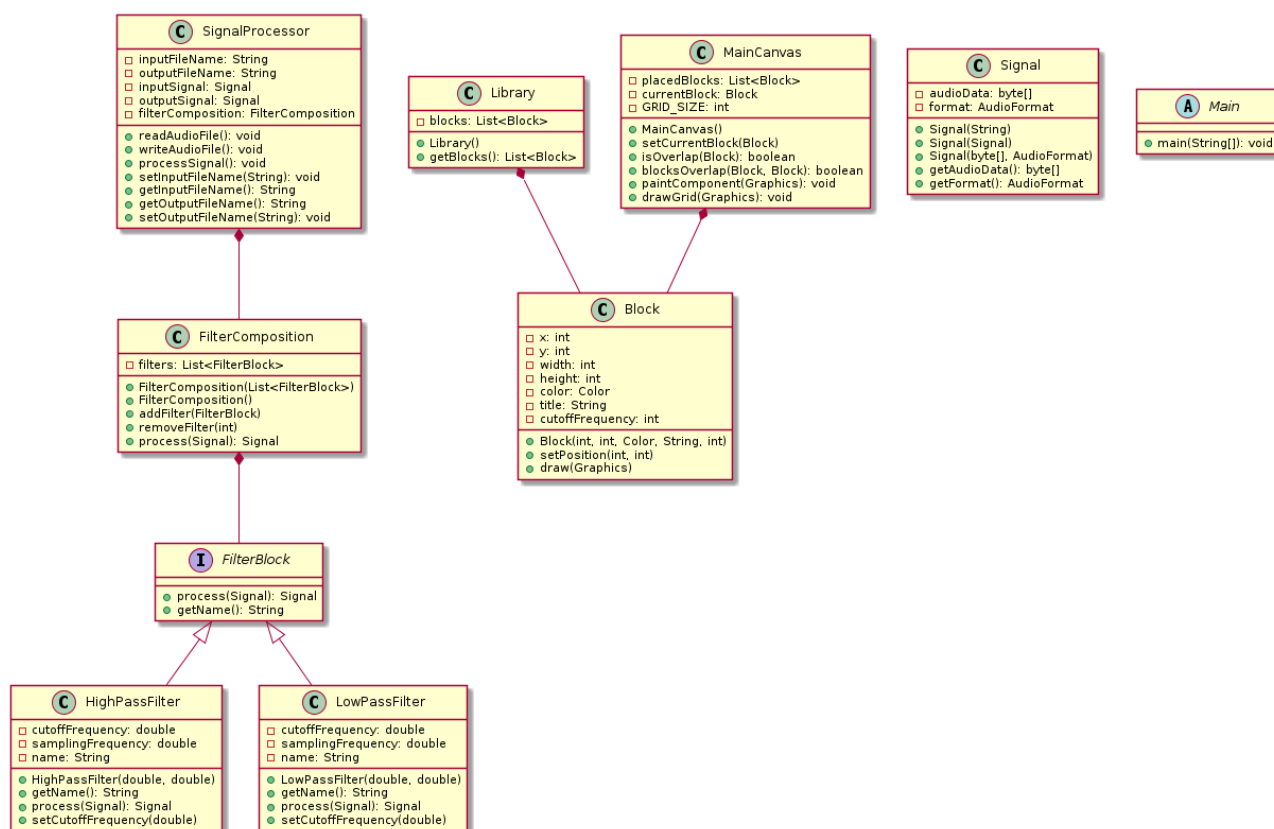 C SignalProcessor
inputFileName: String
outputFileName: String
inputSignal: Signal
outputSignal: Signal
filterComposition: FilterComposition
readAudioFile(): void
writeAudioFile(): void
processSignal(): void
setInputFileName(String): void
getInputFileName(): String
getOutputFileName(): String
setOutputFileName(String): void
C Library
blocks: List<Block>
Library()
getBlocks(): List<Block>
C MainCanvas
placedBlocks: List<Block>
currentBlock: Block
GRID_SIZE: int
MainCanvas()
setCurrentBlock(Block)
isOverlap(Block): boolean
blocksOverlap(Block, Block): boolean
paintComponent(Graphics): void
drawGrid(Graphics): void
C Signal
audioData: byte[]
format: AudioFormat
Signal(String)
Signal(Signal)
Signal(byte[], AudioFormat)
getAudioData(): byte[]
getFormat(): AudioFormat
A Main
main(String[]): void
C FilterComposition
filters: List<FilterBlock>
FilterComposition(List<FilterBlock>)
FilterComposition()
addFilter(FilterBlock)
removeFilter(int)
process(Signal): Signal
C Block
x: int
y: int
width: int
height: int
color: Color
title: String
cutoffFrequency: int
Block(int, int, Color, String, int)
setPosition(int, int)
draw(Graphics)
I FilterBlock
process(Signal): Signal
getName(): String
C HighPassFilter
cutoffFrequency: double
samplingFrequency: double
name: String
HighPassFilter(double, double)
getName(): String
process(Signal): Signal
setCutoffFrequency(double)
C LowPassFilter
cutoffFrequency: double
samplingFrequency: double
name: String
LowPassFilter(double, double)
getName(): String
process(Signal): Signal
setCutoffFrequency(double)